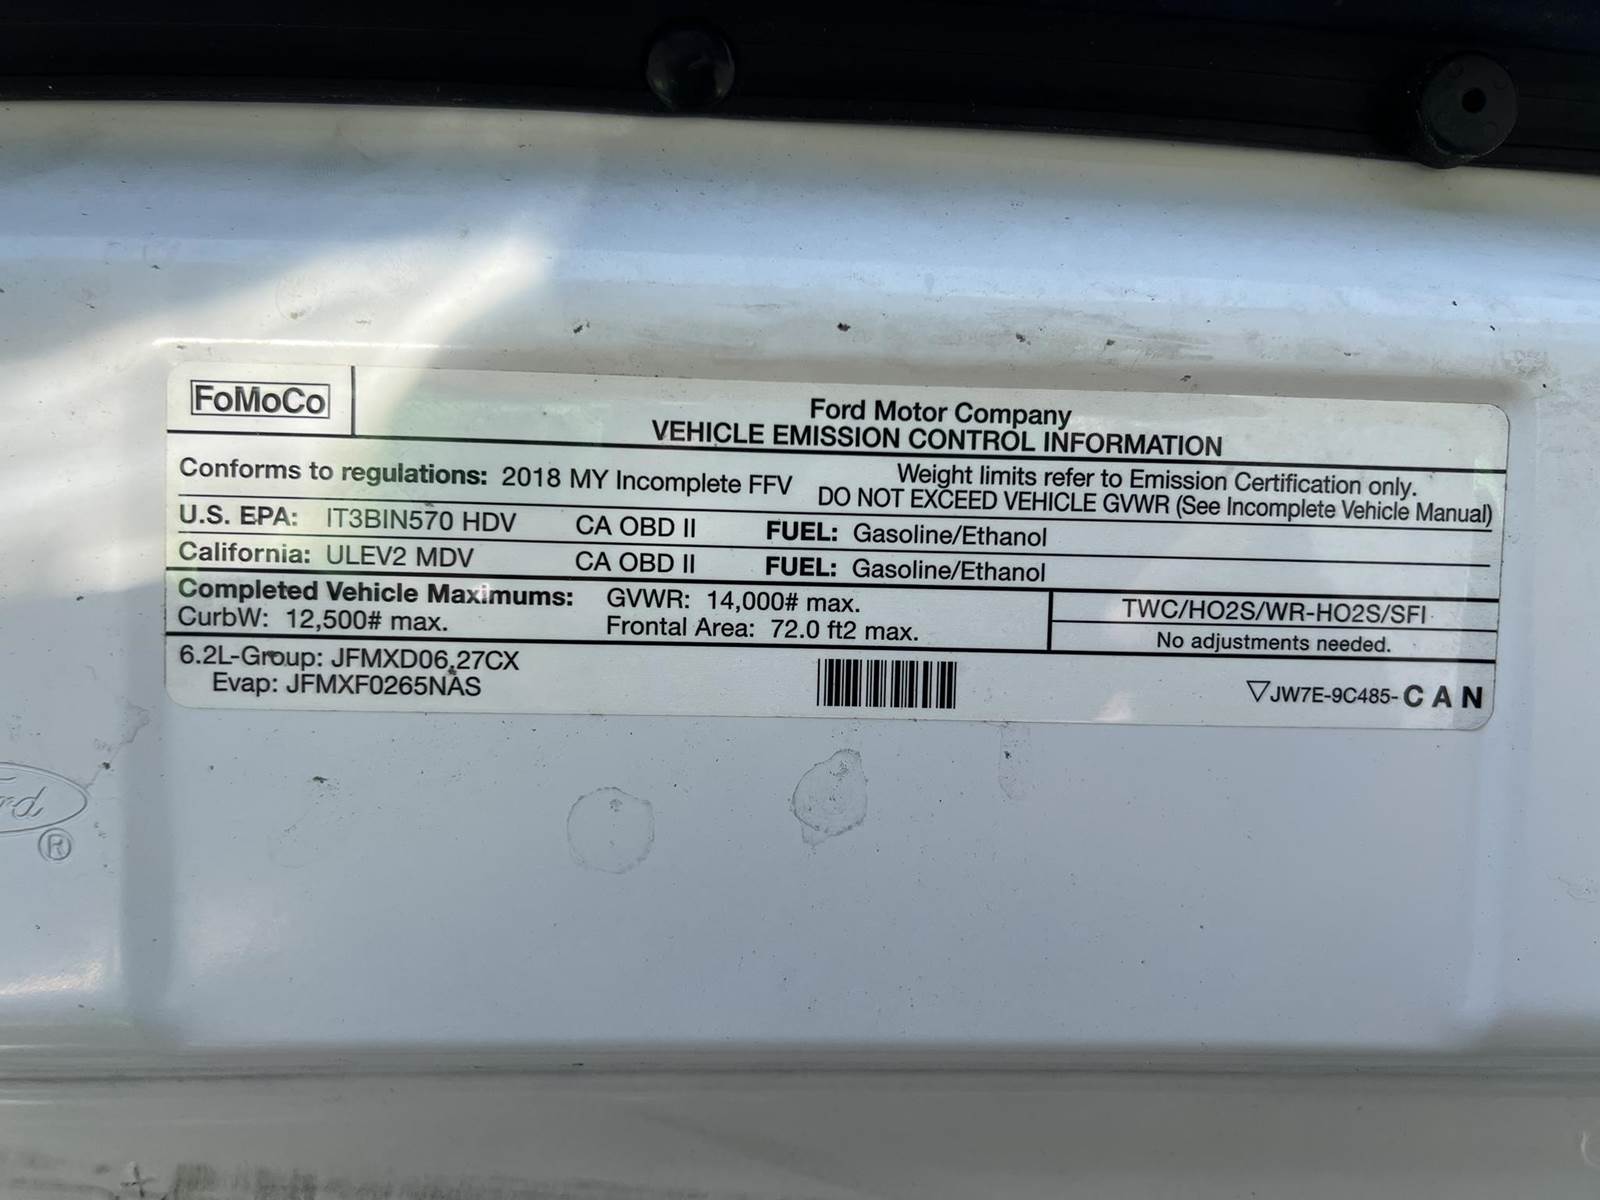 FoMoCo
Ford Motor Company
VEHICLE EMISSION CONTROL INFORMATION
Conforms to regulations: 2018 MY Incomplete FFV
Weight limits refer to Emission Certification only.
DO NOT EXCEED VEHICLE GVWR (See Incomplete Vehicle Manual)
U.S. EPA: IT3BIN570 HDV CA OBD II FUEL: Gasoline/Ethanol
California: ULEV2 MDV CA OBD II FUEL: Gasoline/Ethanol
Completed Vehicle Maximums: GVWR: 14,000# max.
CurbW: 12,500# max. Frontal Area: 72.0 ft2 max.
TWC/HO2S/WR-HO2S/SFI
No adjustments needed.
6.2L-Group: JFMXD06.27CX
Evap: JFMXF0265NAS
▽JW7E-9C485-CAN
Ford
®